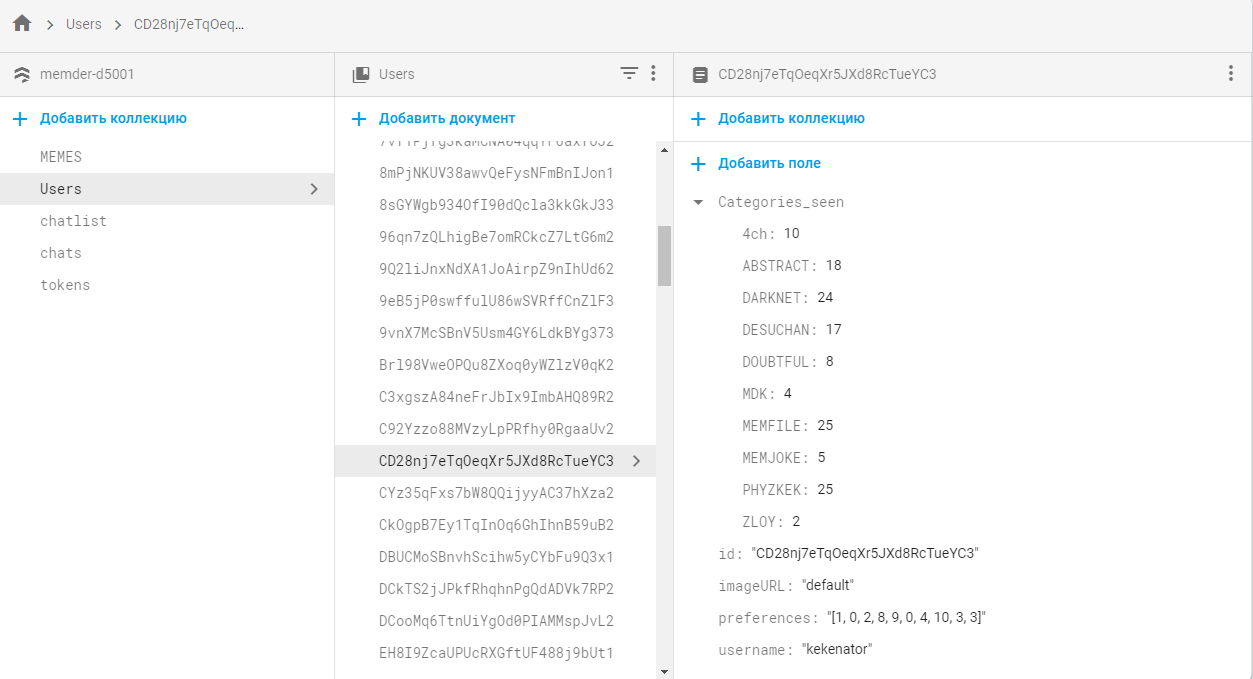 Users
CD28nj7eTqOeq...
memder-d5001
Users
CD28nj7eTqOeqXr5JXd8RcTueYC3
Добавить коллекцию
Добавить документ
Добавить коллекцию
MEMES
Users
chatlist
chats
tokens
8mPjNKUV38awvQeFysNFmBnIJon1
8sGYWgb934OfI90dQcla3kkGkJ33
96qn7zQLhigBe7omRCkcZ7LtG6m2
9Q2liJnxNdXA1JoAirpZ9nIhUd62
9eB5jP0swffulU86wSVRffCnZlF3
9vnX7McSBnV5Usm4GY6LdkBYg373
Brl98VweOPQu8ZXoq0yWZlzV0qK2
C3xgszA84neFrJbIx9ImbAHQ89R2
C92Yzzo88MVzyLpPRfhy0RgaaUv2
CD28nj7eTqOeqXr5JXd8RcTueYC3
CYz35qFxs7bW8QQijyyAC37hXza2
CkOgpB7Ey1TqInOq6GhIhnB59uB2
DBUCMoSBnvhScihw5yCYbFu9Q3x1
DCkTS2jJPkfRhqhnPgQdADVk7RP2
DCooMq6TtnUiYgOd0PIAMMspJvL2
EH8I9ZcaUPUcRXGftUF488j9bUt1
Добавить поле
Categories_seen
4ch: 10
ABSTRACT: 18
DARKNET: 24
DESUCHAN: 17
DOUBTFUL: 8
MDK: 4
MEMFILE: 25
MEMJOKE: 5
PHYZKEK: 25
ZLOY: 2
id: "CD28nj7eTqOeqXr5JXd8RcTueYC3"
imageURL: "default"
preferences: "[1, 0, 2, 8, 9, 0, 4, 10, 3, 3]"
username: "kekenator"